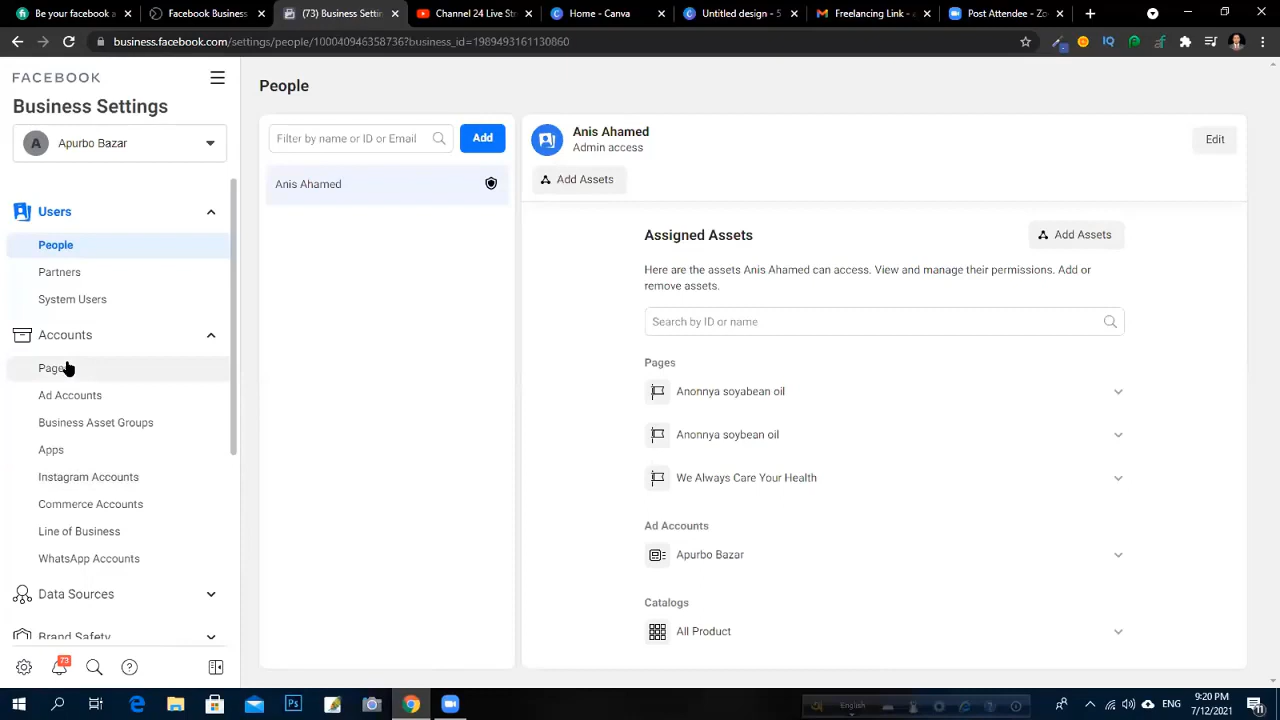 Facebook Business
(73) Business Setti
Channel 24 Live St
Home - Canva
Untitled design - 5
Freelancing Link -
Post Attendee - Zo
business.facebook.com/settings/people/100040946358736?business_id=1989493161130860
FACEBOOK
Business Settings
A Apurbo Bazar
Users
People
Partners
System Users
Accounts
Page
Ad Accounts
Business Asset Groups
Apps
Instagram Accounts
Commerce Accounts
Line of Business
WhatsApp Accounts
Data Sources
Brand Safety
73
People
Filter by name or ID or Email
Add
Anis Ahamed
Anis Ahamed
Admin access
Edit
Add Assets
Assigned Assets
Add Assets
Here are the assets Anis Ahamed can access. View and manage their permissions. Add or
remove assets.
Search by ID or name
Pages
Anonnya soyabean oil
Anonnya soybean oil
We Always Care Your Health
Ad Accounts
Apurbo Bazar
Catalogs
All Product
English
ENG
9:20 PM
7/12/2021